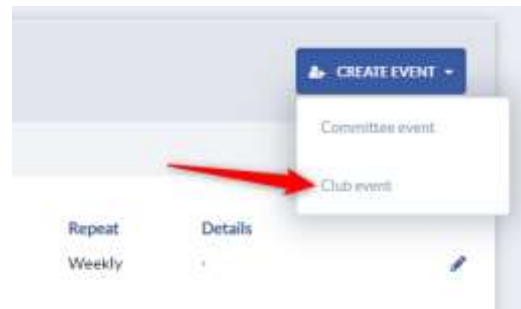 CREATE EVENT
Committee event
Club event
Repeat Details
Weekly -